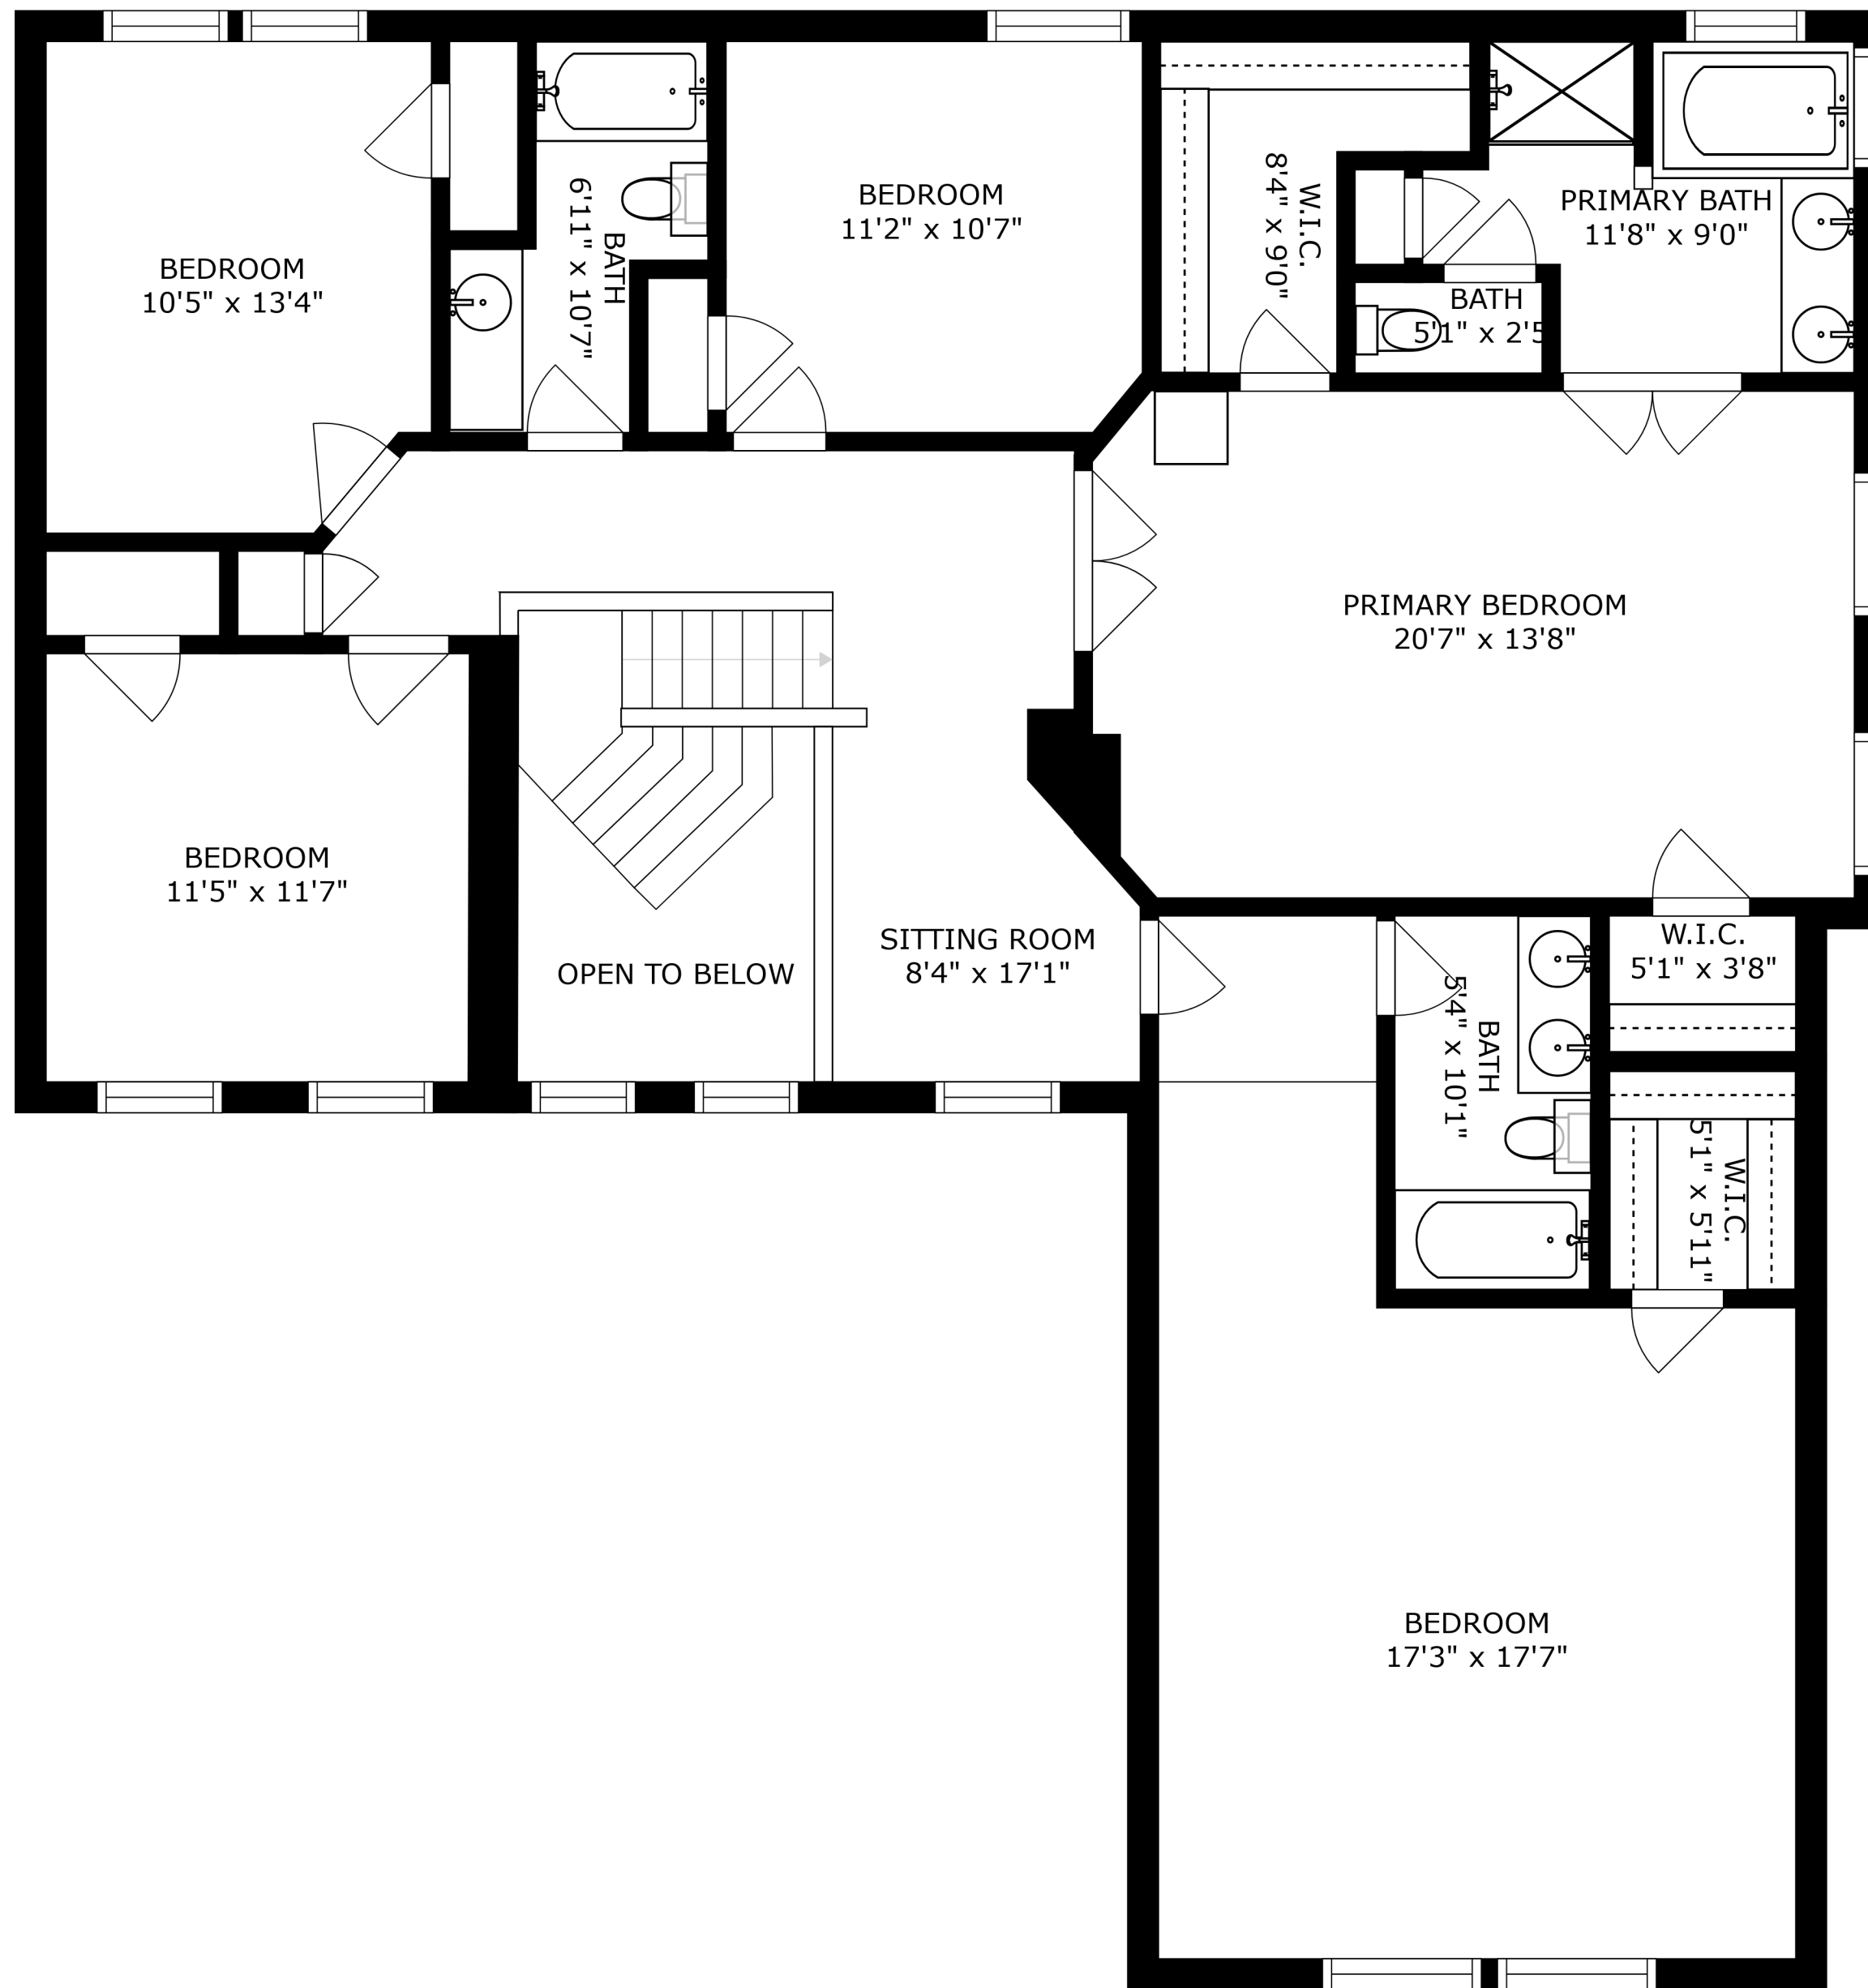 BEDROOM
10'5" x 13'4"
BATH
6'11" x 10'7"
BEDROOM
11'2" x 10'7"
W.I.C.
8'4" x 9'0"
PRIMARY BATH
11'8" x 9'0"
BATH
5'1" x 2'5
PRIMARY BEDROOM
20'7" x 13'8"
BEDROOM
11'5" x 11'7"
OPEN TO BELOW
SITTING ROOM
8'4" x 17'1"
BATH
5'4" x 10'1"
W.I.C.
5'1" x 3'8"
W.I.C.
5'1" x 5'11"
BEDROOM
17'3" x 17'7"